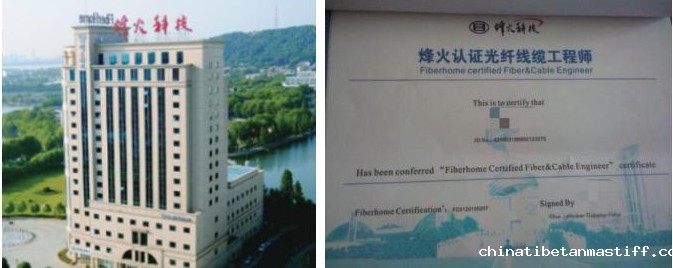 FiberHome
烽火科技
烽火科技
烽火认证光纤线缆工程师
Fiberhome certified Fiber&Cable Engineer
This is to certify that
Has been conferred “Fiberhome Certified Fiber&Cable Engineer” certificate
Fiberhome Certification:
Signed By
chinatibetanmastiff.com